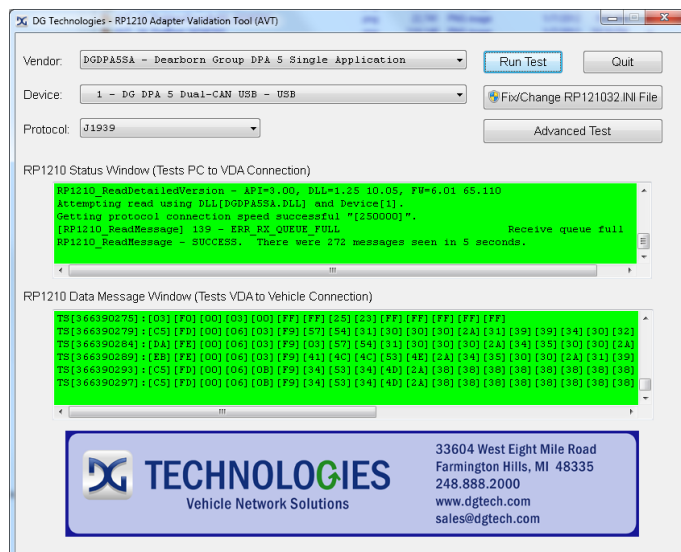 DG Technologies - RP1210 Adapter Validation Tool (AVT)
Vendor: DGDPA5SA - Dearborn Group DPA 5 Single Application Run Test Quit
Device: 1 - DG DPA 5 Dual-CAN USB - USB Fix/Change RP121032.INI File
Protocol: J1939 Advanced Test
RP1210 Status Window (Tests PC to VDA Connection)
RP1210_ReadDetailedVersion - API=3.00, DLL=1.25 10.05, FW=6.01 65.110
Attempting read using DLL[DGDPA5SA.DLL] and Device[1].
Getting protocol connection speed successful "[250000]".
[RP1210_ReadMessage] 139 - ERR_RX_QUEUE_FULL Receive queue full
RP1210_ReadMessage - SUCCESS. There were 272 messages seen in 5 seconds.
RP1210 Data Message Window (Tests VDA to Vehicle Connection)
TS[366390275]:[03][F0][00][03][00][FF][FF][25][23][FF][FF][FF][FF][FF]
TS[366390279]:[C5][FD][00][06][03][F9][57][54][31][30][30][30][2A][31][39][39][34][30][32]
TS[366390284]:[DA][FE][00][06][03][F9][03][57][54][31][30][30][30][2A][34][35][30][30][2A]
TS[366390289]:[EB][FE][00][06][03][F9][41][4C][4C][53][4E][2A][34][35][30][30][2A][31][39]
TS[366390293]:[C5][FD][00][06][0B][F9][34][53][34][4D][2A][38][38][38][38][38][38][38][38]
TS[366390297]:[C5][FD][00][06][0B][F9][34][53][34][4D][2A][38][38][38][38][38][38][38][38]
DG TECHNOLOGIES
Vehicle Network Solutions
33604 West Eight Mile Road
Farmington Hills, MI 48335
248.888.2000
www.dgtech.com
sales@dgtech.com